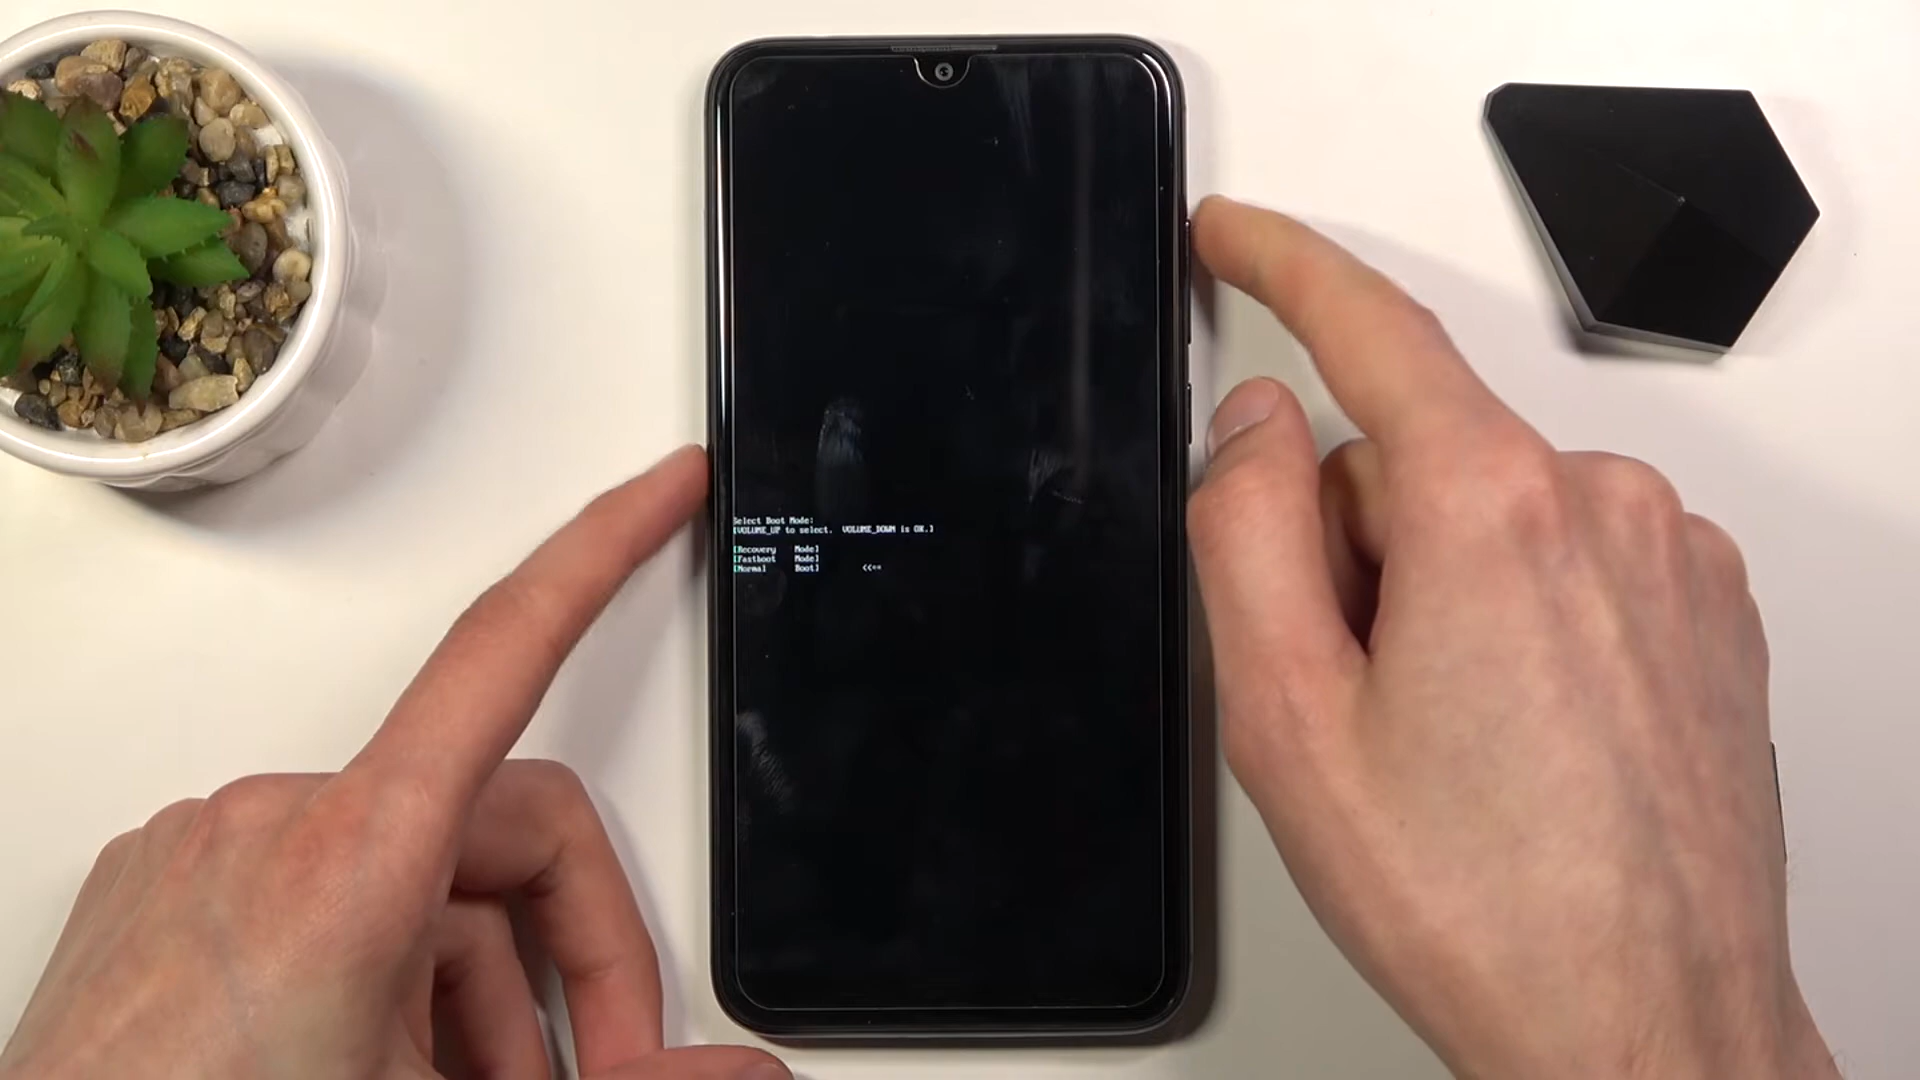 Select Boot Mode:
[VOLUME_UP to select.  VOLUME_DOWN is OK.]
[Recovery    Mode]
[Fastboot    Mode]
[Normal      Boot]        <<==